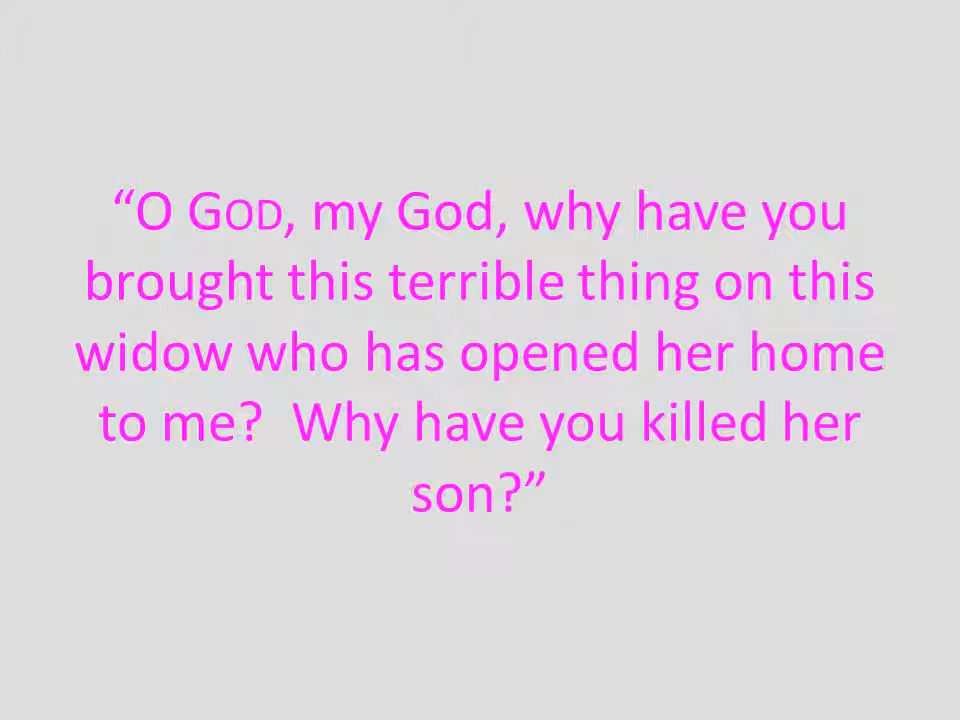 “O GOD, my God, why have you
brought this terrible thing on this
widow who has opened her home
to me?  Why have you killed her
son?”